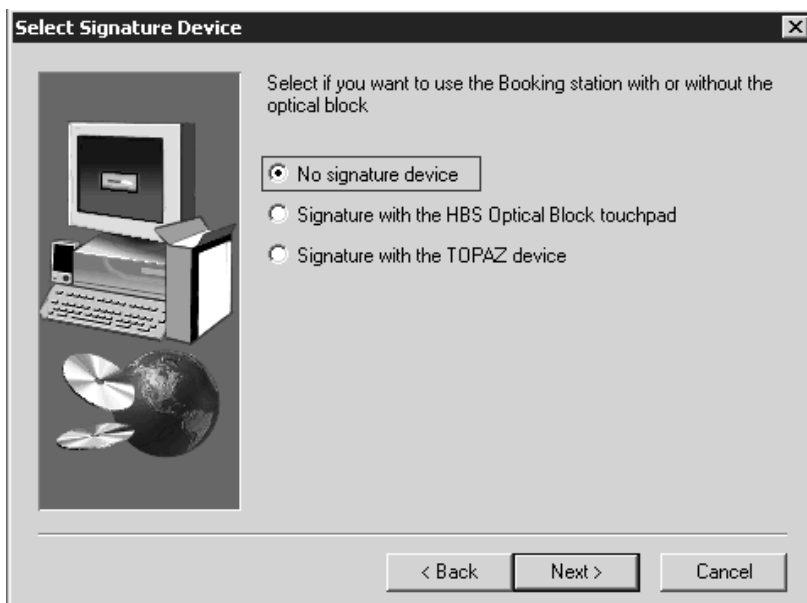 Select Signature Device
Select if you want to use the Booking station with or without the
optical block
No signature device
Signature with the HBS Optical Block touchpad
Signature with the TOPAZ device
< Back
Next >
Cancel